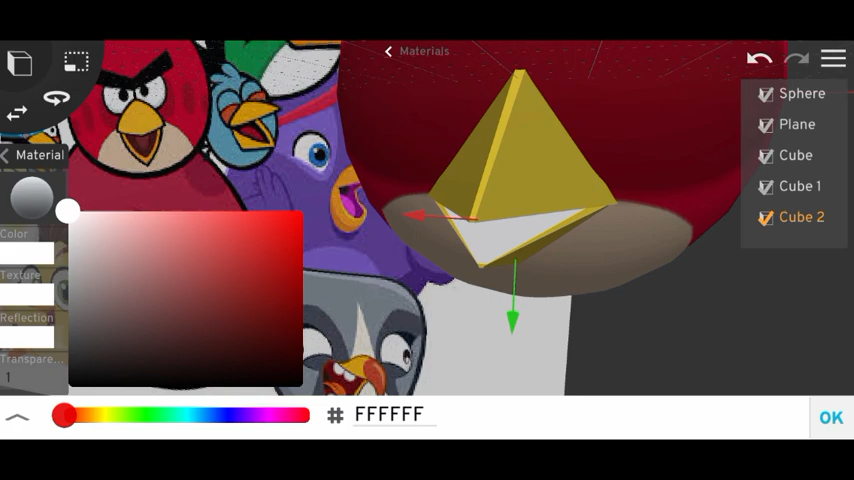 Materials
Sphere
Plane
Material
Cube
Cube 1
Cube 2
Color
Texture
Reflection
Transpare...
1
# FFFFFF
OK